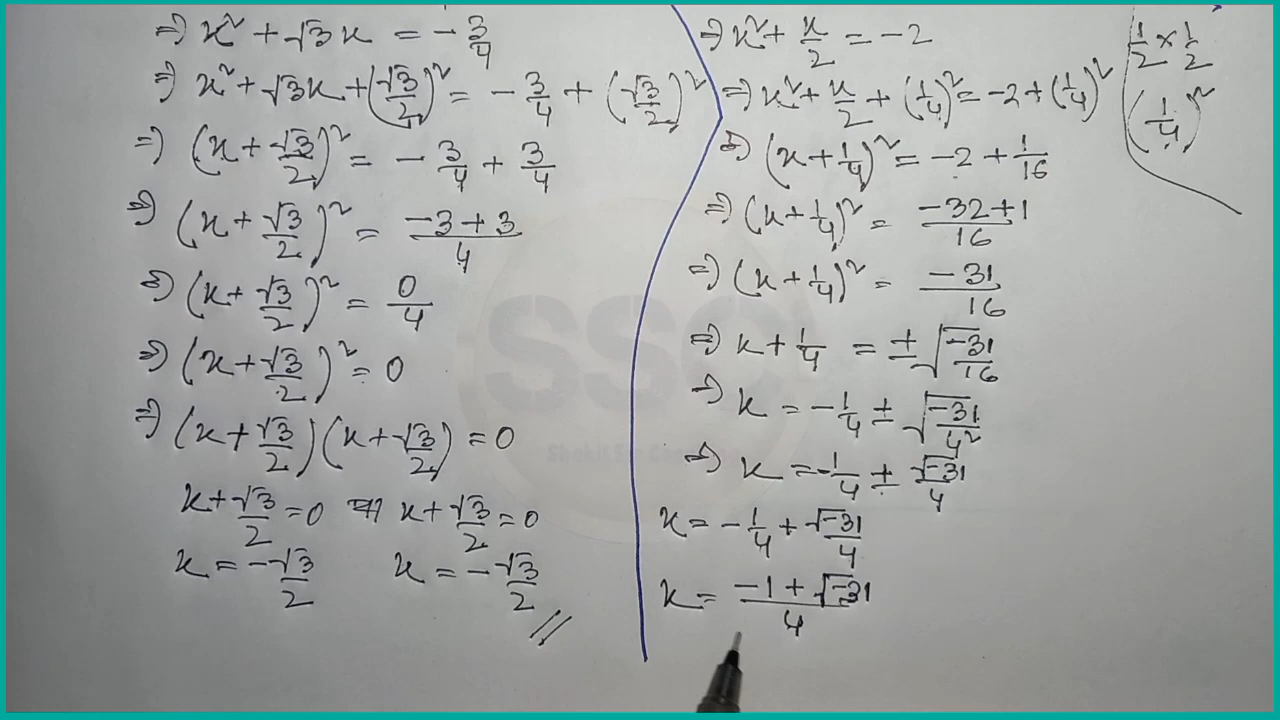 ⇒ x² + √3x = -3/4
⇒ x² + √3x + (√3/2)² = -3/4 + (√3/2)²
⇒ (x + √3/2)² = -3/4 + 3/4
⇒ (x + √3/2)² = (-3+3)/4
⇒ (x + √3/2)² = 0/4
⇒ (x + √3/2)² = 0
⇒ (x + √3/2)(x + √3/2) = 0
x + √3/2 = 0 या x + √3/2 = 0
x = -√3/2 x = -√3/2 //
⇒ x² + x/2 = -2
⇒ x² + x/2 + (1/4)² = -2 + (1/4)²
⇒ (x + 1/4)² = -2 + 1/16
⇒ (x + 1/4)² = (-32+1)/16
⇒ (x + 1/4)² = -31/16
⇒ x + 1/4 = ±√(-31/16)
⇒ x = -1/4 ± √(-31/4²)
⇒ x = -1/4 ± √-31/4
x = -1/4 + √-31/4
x = (-1 + √-31)/4
1/2 × 1/2
(1/4)²
SSC